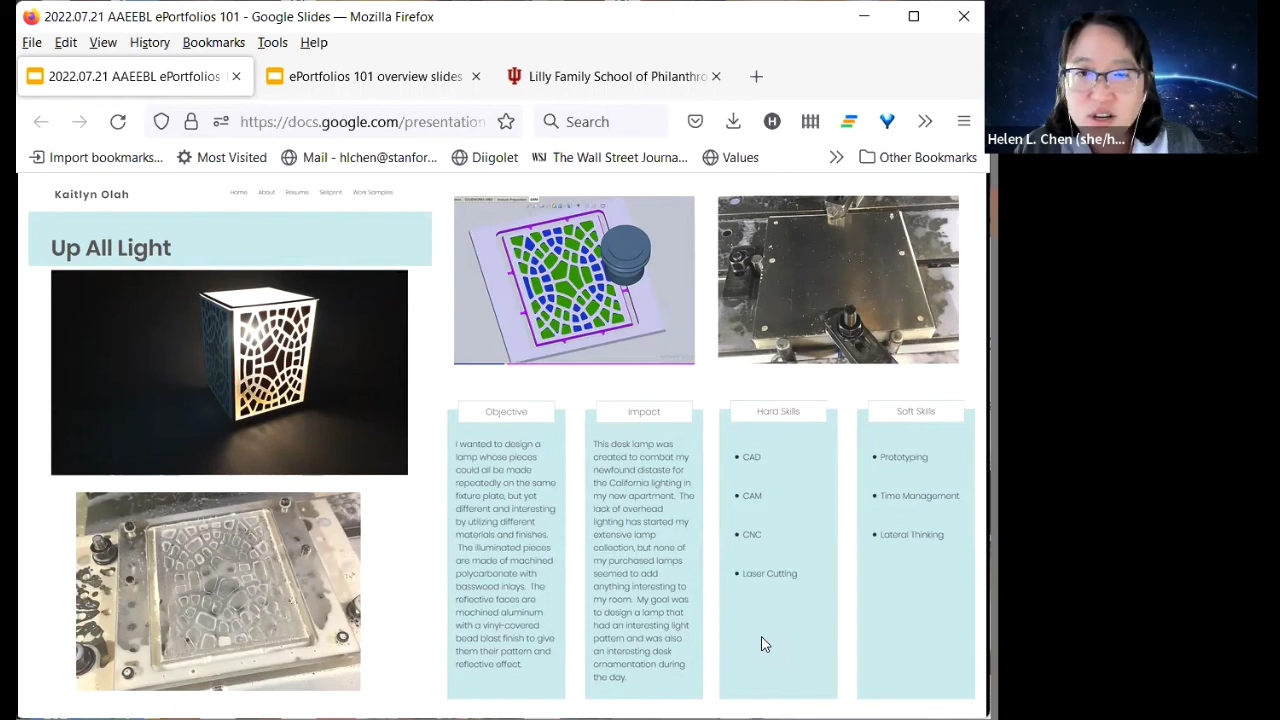 2022.07.21 AAEEBL ePortfolios 101 - Google Slides — Mozilla Firefox
File Edit View History Bookmarks Tools Help
2022.07.21 AAEEBL ePortfolios
ePortfolios 101 overview slides
Lilly Family School of Philanthro
https://docs.google.com/presentation
Search
H
Import bookmarks...
Most Visited
Mail - hlchen@stanfor...
Diigolet
WSJ The Wall Street Journa...
Values
Other Bookmarks
Helen L. Chen (she/h...
Kaitlyn Olah
Home About Resume Skillprint Work Samples
Up All Light
Objective
I wanted to design a
lamp whose pieces
could all be made
repeatedly on the same
fixture plate, but yet
different and interesting
by utilizing different
materials and finishes.
The illuminated pieces
are made of machined
polycarbonate with
basswood inlays. The
reflective faces are
machined aluminum
with a vinyl-covered
bead blast finish to give
them their pattern and
reflective effect.
Impact
This desk lamp was
created to combat my
newfound distaste for
the California lighting in
my new apartment. The
lack of overhead
lighting has started my
extensive lamp
collection, but none of
my purchased lamps
seemed to add
anything interesting to
my room. My goal was
to design a lamp that
had an interesting light
pattern and was also
an interesting desk
ornamentation during
the day.
Hard Skills
• CAD
• CAM
• CNC
• Laser Cutting
Soft Skills
• Prototyping
• Time Management
• Lateral Thinking